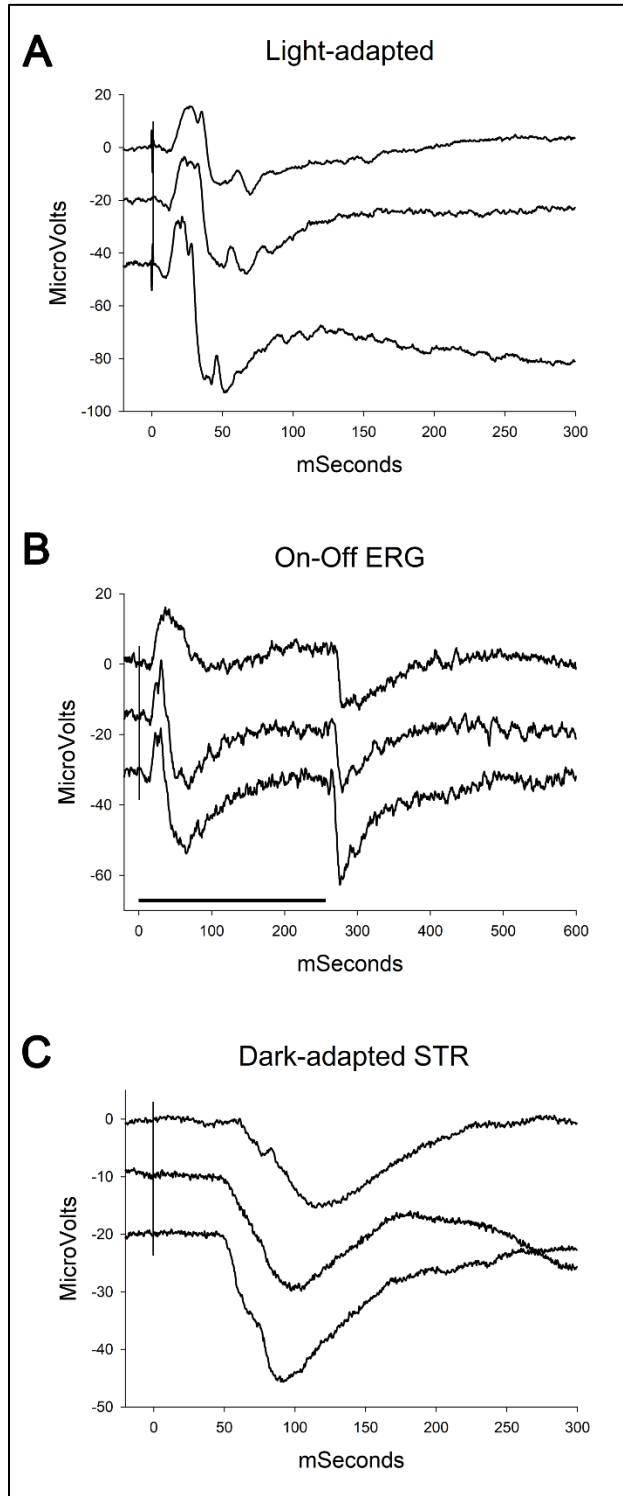 A
Light-adapted
20
0
-20
-40
-60
-80
-100
MicroVolts
0 50 100 150 200 250 300
mSeconds
B
On-Off ERG
20
0
-20
-40
-60
MicroVolts
0 100 200 300 400 500 600
mSeconds
C
Dark-adapted STR
0
-10
-20
-30
-40
-50
MicroVolts
0 50 100 150 200 250 300
mSeconds